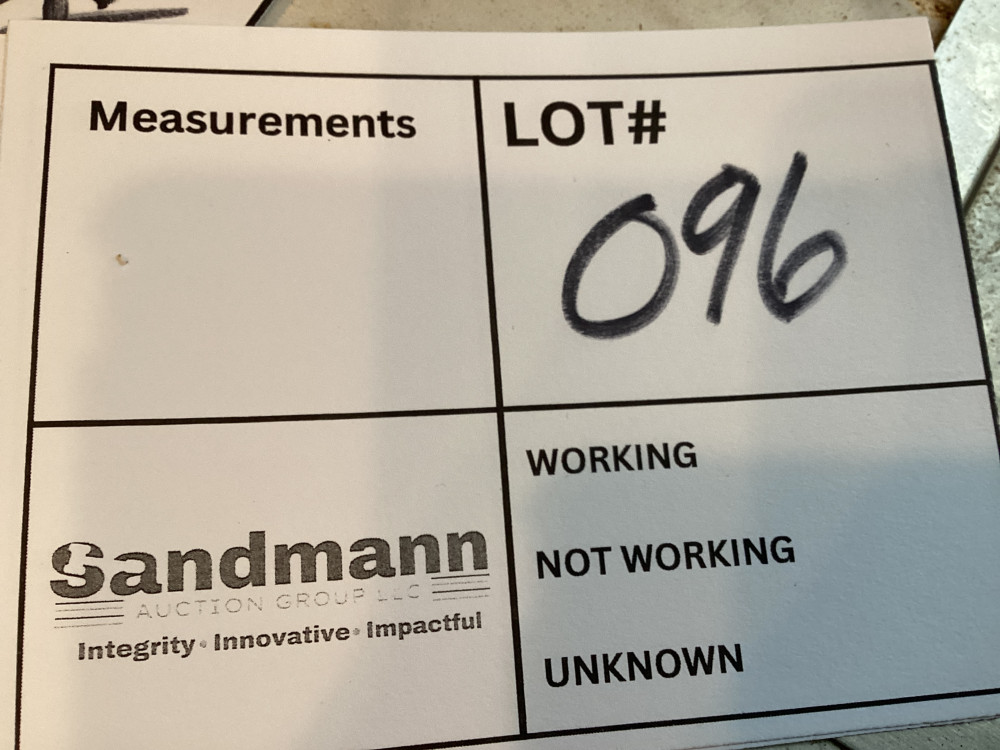 Measurements
LOT#
096
Sandmann
AUCTION GROUP LLC
Integrity • Innovative • Impactful
WORKING
NOT WORKING
UNKNOWN